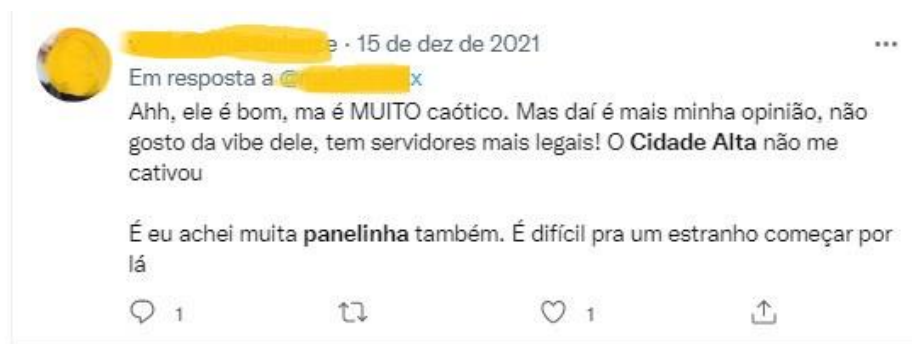 e · 15 de dez de 2021
Em resposta a @ x
Ahh, ele é bom, ma é MUITO caótico. Mas daí é mais minha opinião, não
gosto da vibe dele, tem servidores mais legais! O Cidade Alta não me
cativou
É eu achei muita panelinha também. É difícil pra um estranho começar por
lá
1 1